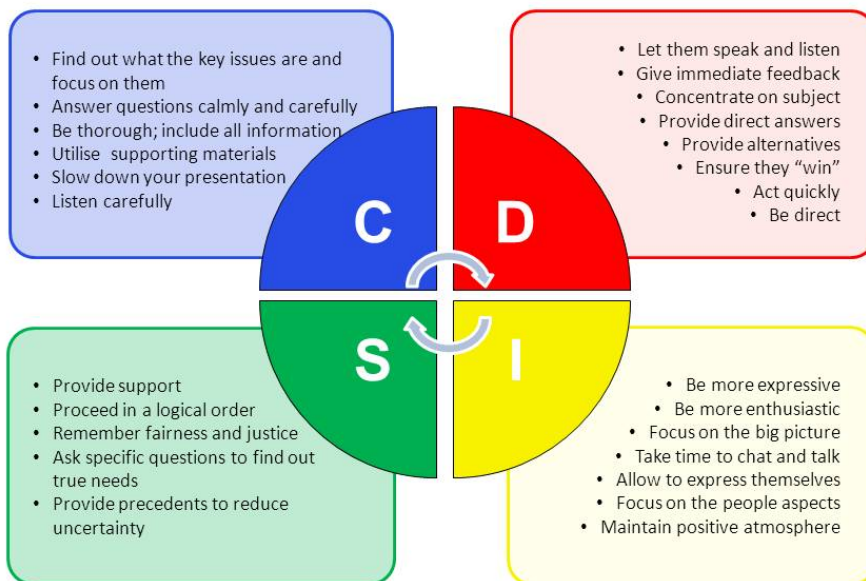 • Find out what the key issues are and
focus on them
• Answer questions calmly and carefully
• Be thorough; include all information
• Utilise supporting materials
• Slow down your presentation
• Listen carefully
• Let them speak and listen
• Give immediate feedback
• Concentrate on subject
• Provide direct answers
• Provide alternatives
• Ensure they “win”
• Act quickly
• Be direct
C
D
S
I
• Provide support
• Proceed in a logical order
• Remember fairness and justice
• Ask specific questions to find out
true needs
• Provide precedents to reduce
uncertainty
• Be more expressive
• Be more enthusiastic
• Focus on the big picture
• Take time to chat and talk
• Allow to express themselves
• Focus on the people aspects
• Maintain positive atmosphere